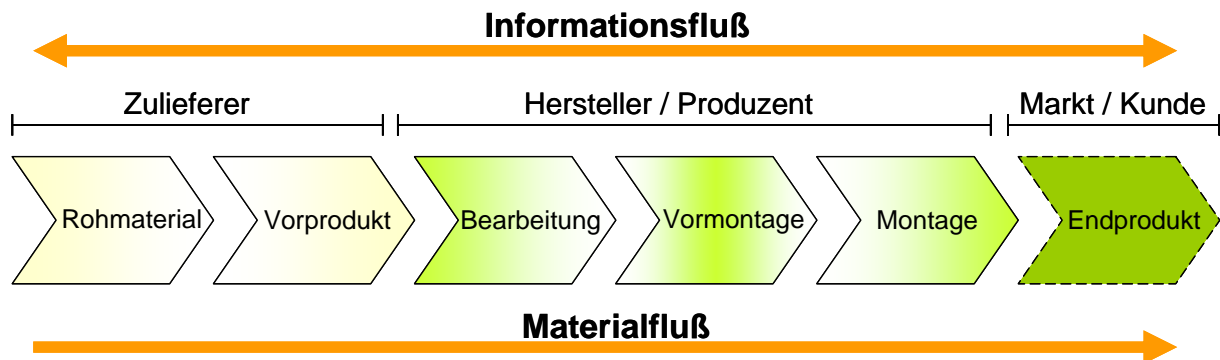 Informationsfluß
Zulieferer
Hersteller / Produzent
Markt / Kunde
Rohmaterial
Vorprodukt
Bearbeitung
Vormontage
Montage
Endprodukt
Materialfluß